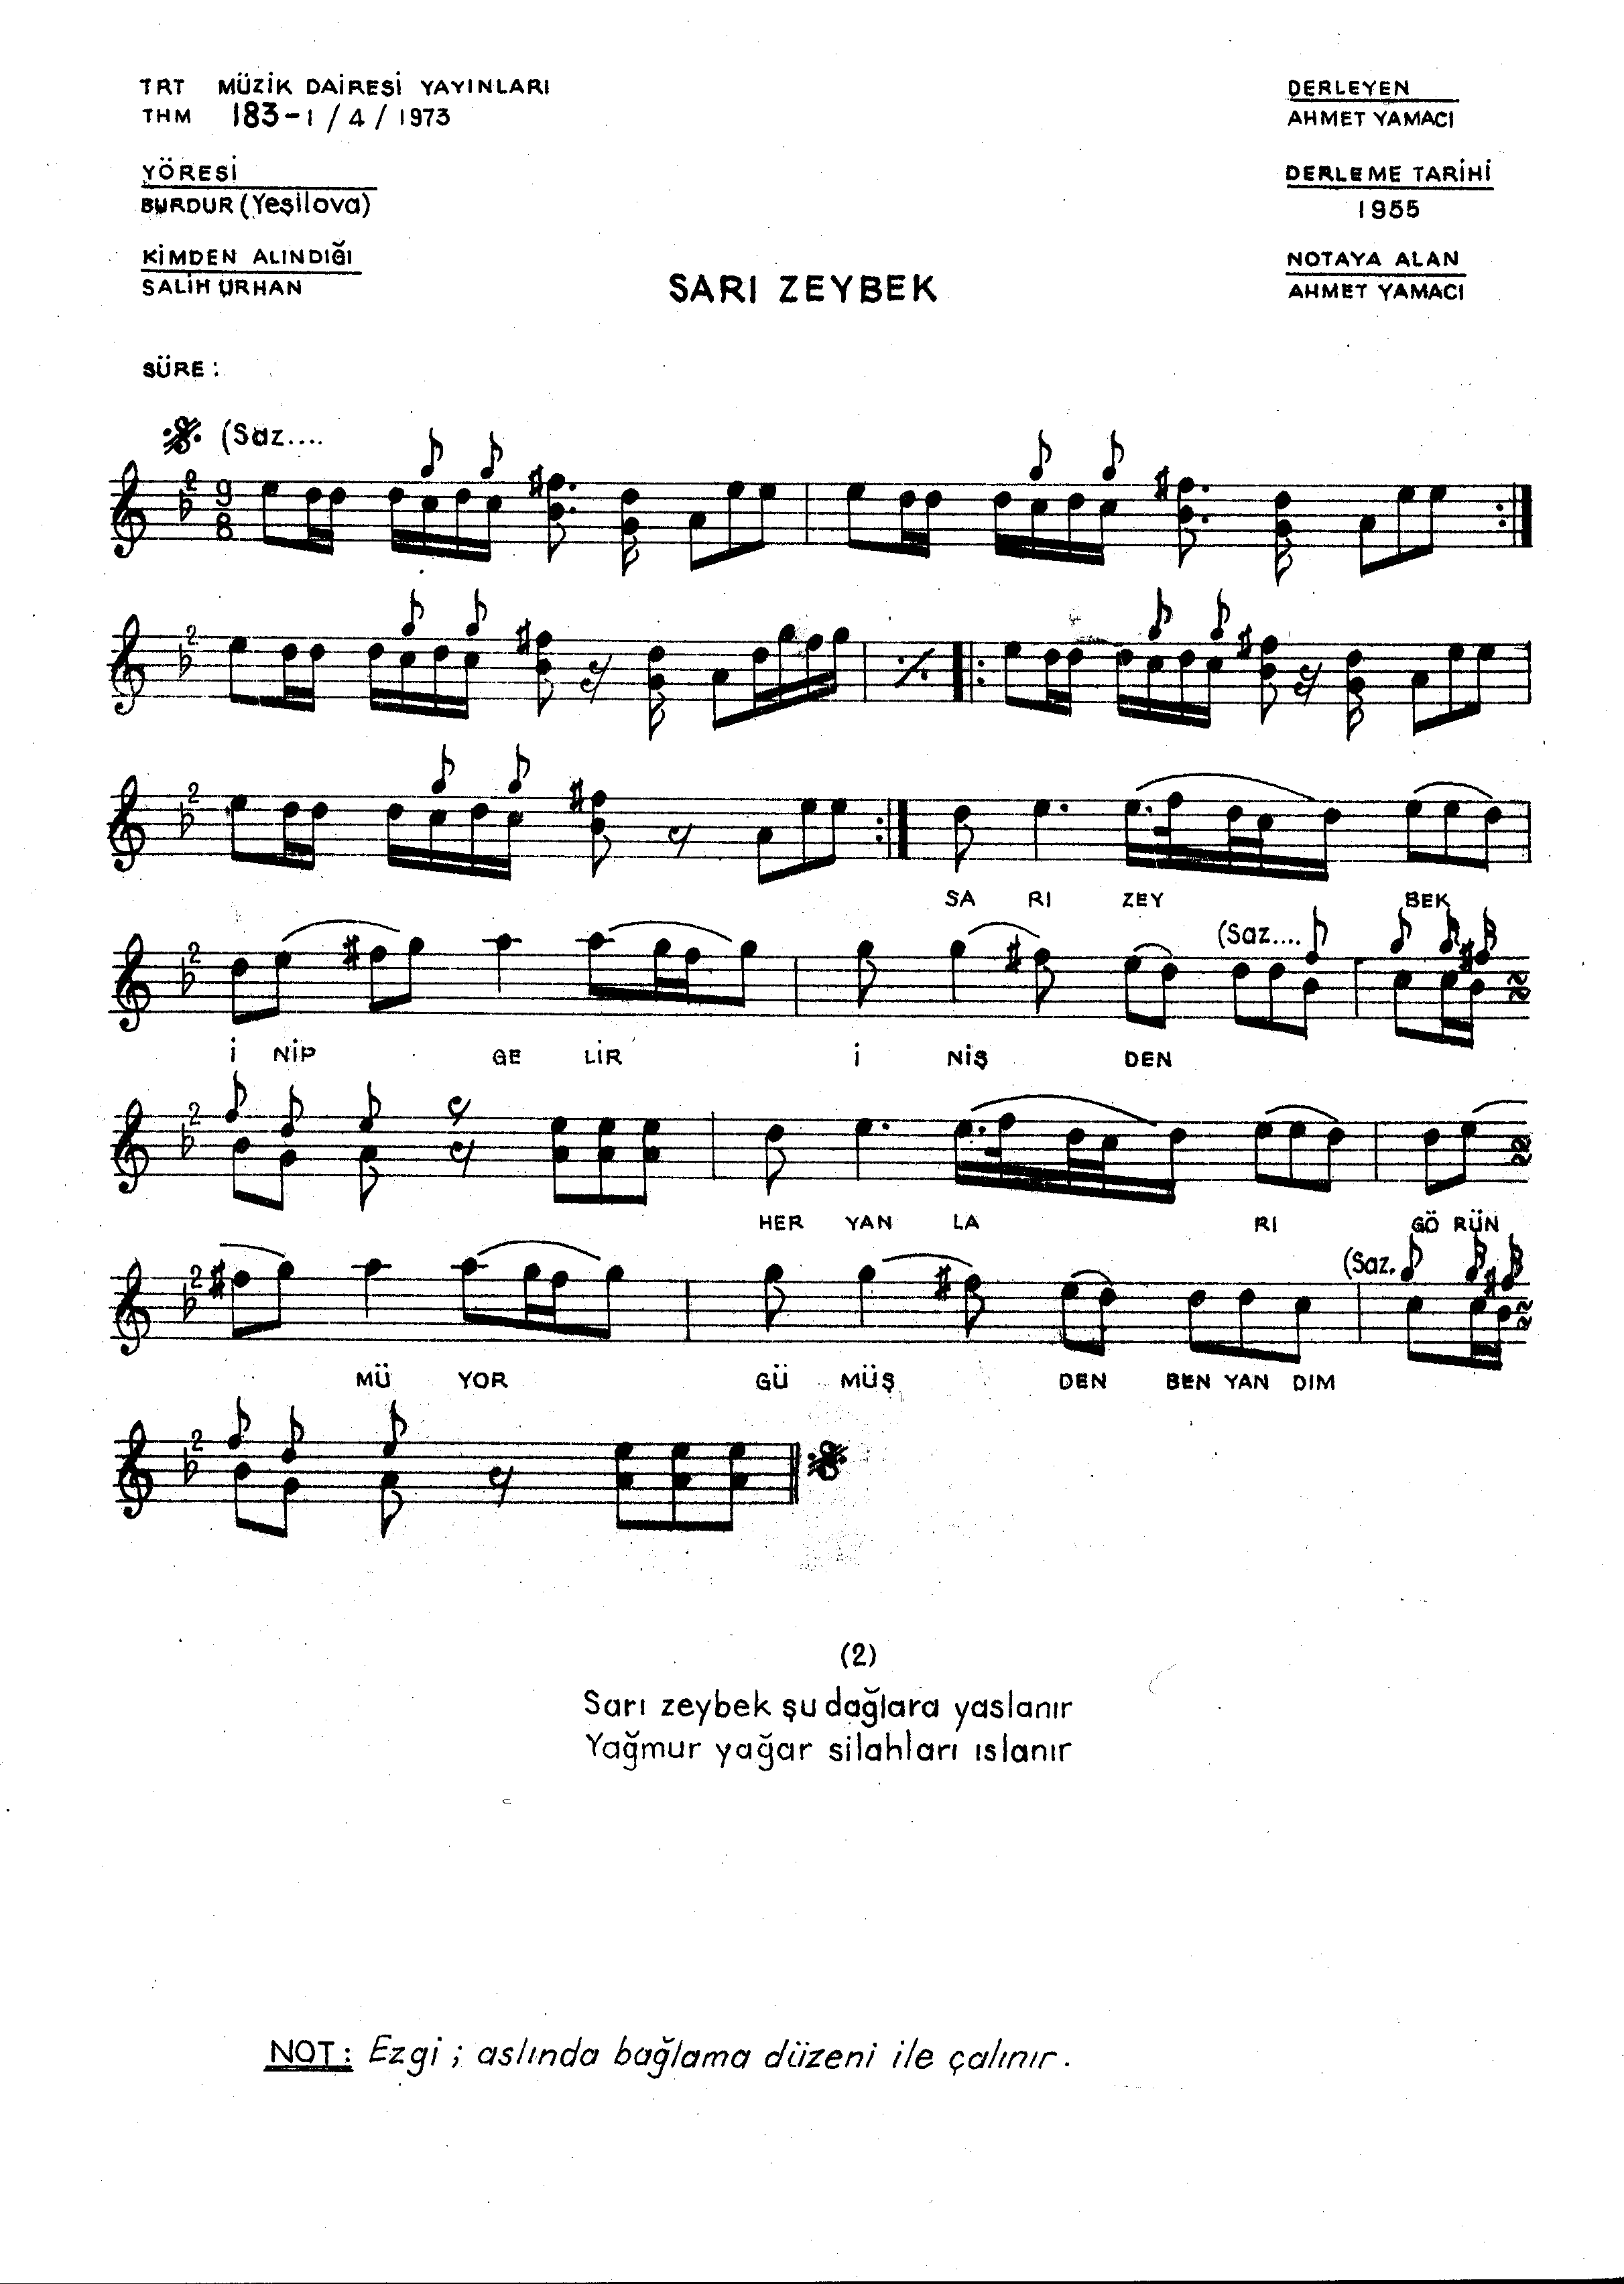 TRT MÜZİK DAİRESİ YAYINLARI
THM 183-1 / 4 / 1973
YÖRESİ
BURDUR (Yeşilova)
KİMDEN ALINDIĞI
SALİH URHAN
DERLEYEN
AHMET YAMACI
DERLEME TARİHİ
1955
NOTAYA ALAN
AHMET YAMACI
SARI ZEYBEK
SÜRE :
(Saz....
SA RI ZEY BEK
(Saz....
İ NİP GE LİR İ NİŞ DEN
HER YAN LA RI GÖ RÜN
(Saz.
MÜ YOR GÜ MÜŞ DEN BEN YAN DIM
(2)
Sarı zeybek şu dağlara yaslanır
Yağmur yağar silahları ıslanır
NOT : Ezgi ; aslında bağlama düzeni ile çalınır .